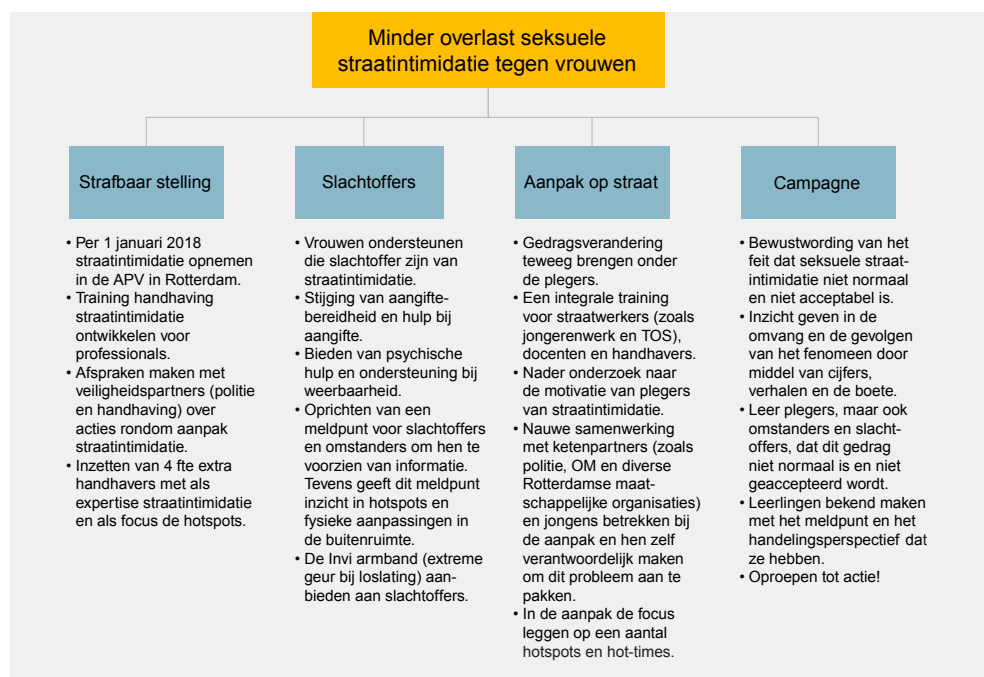 Minder overlast seksuele
straatintimidatie tegen vrouwen
Strafbaar stelling
• Per 1 januari 2018
straatintimidatie opnemen
in de APV in Rotterdam.
• Training handhaving
straatintimidatie
ontwikkelen voor
professionals.
• Afspraken maken met
veiligheidspartners (politie
en handhaving) over
acties rondom aanpak
straatintimidatie.
• Inzetten van 4 fte extra
handhavers met als
expertise straatintimidatie
en als focus de hotspots.
Slachtoffers
• Vrouwen ondersteunen
die slachtoffer zijn van
straatintimidatie.
• Stijging van aangifte-
bereidheid en hulp bij
aangifte.
• Bieden van psychische
hulp en ondersteuning bij
weerbaarheid.
• Oprichten van een
meldpunt voor slachtoffers
en omstanders om hen te
voorzien van informatie.
Tevens geeft dit meldpunt
inzicht in hotspots en
fysieke aanpassingen in
de buitenruimte.
• De Invi armband (extreme
geur bij loslating) aan-
bieden aan slachtoffers.
Aanpak op straat
• Gedragsverandering
teweeg brengen onder
de plegers.
• Een integrale training
voor straatwerkers (zoals
jongerenwerk en TOS),
docenten en handhavers.
• Nader onderzoek naar
de motivatie van plegers
van straatintimidatie.
• Nauwe samenwerking
met ketenpartners (zoals
politie, OM en diverse
Rotterdamse maat-
schappelijke organisaties)
en jongens betrekken bij
de aanpak en hen zelf
verantwoordelijk maken
om dit probleem aan te
pakken.
• In de aanpak de focus
leggen op een aantal
hotspots en hot-times.
Campagne
• Bewustwording van het
feit dat seksuele straat-
intimidatie niet normaal
en niet acceptabel is.
• Inzicht geven in de
omvang en de gevolgen
van het fenomeen door
middel van cijfers,
verhalen en de boete.
• Leer plegers, maar ook
omstanders en slacht-
offers, dat dit gedrag
niet normaal is en niet
geaccepteerd wordt.
• Leerlingen bekend maken
met het meldpunt en het
handelingsperspectief dat
ze hebben.
• Oproepen tot actie!